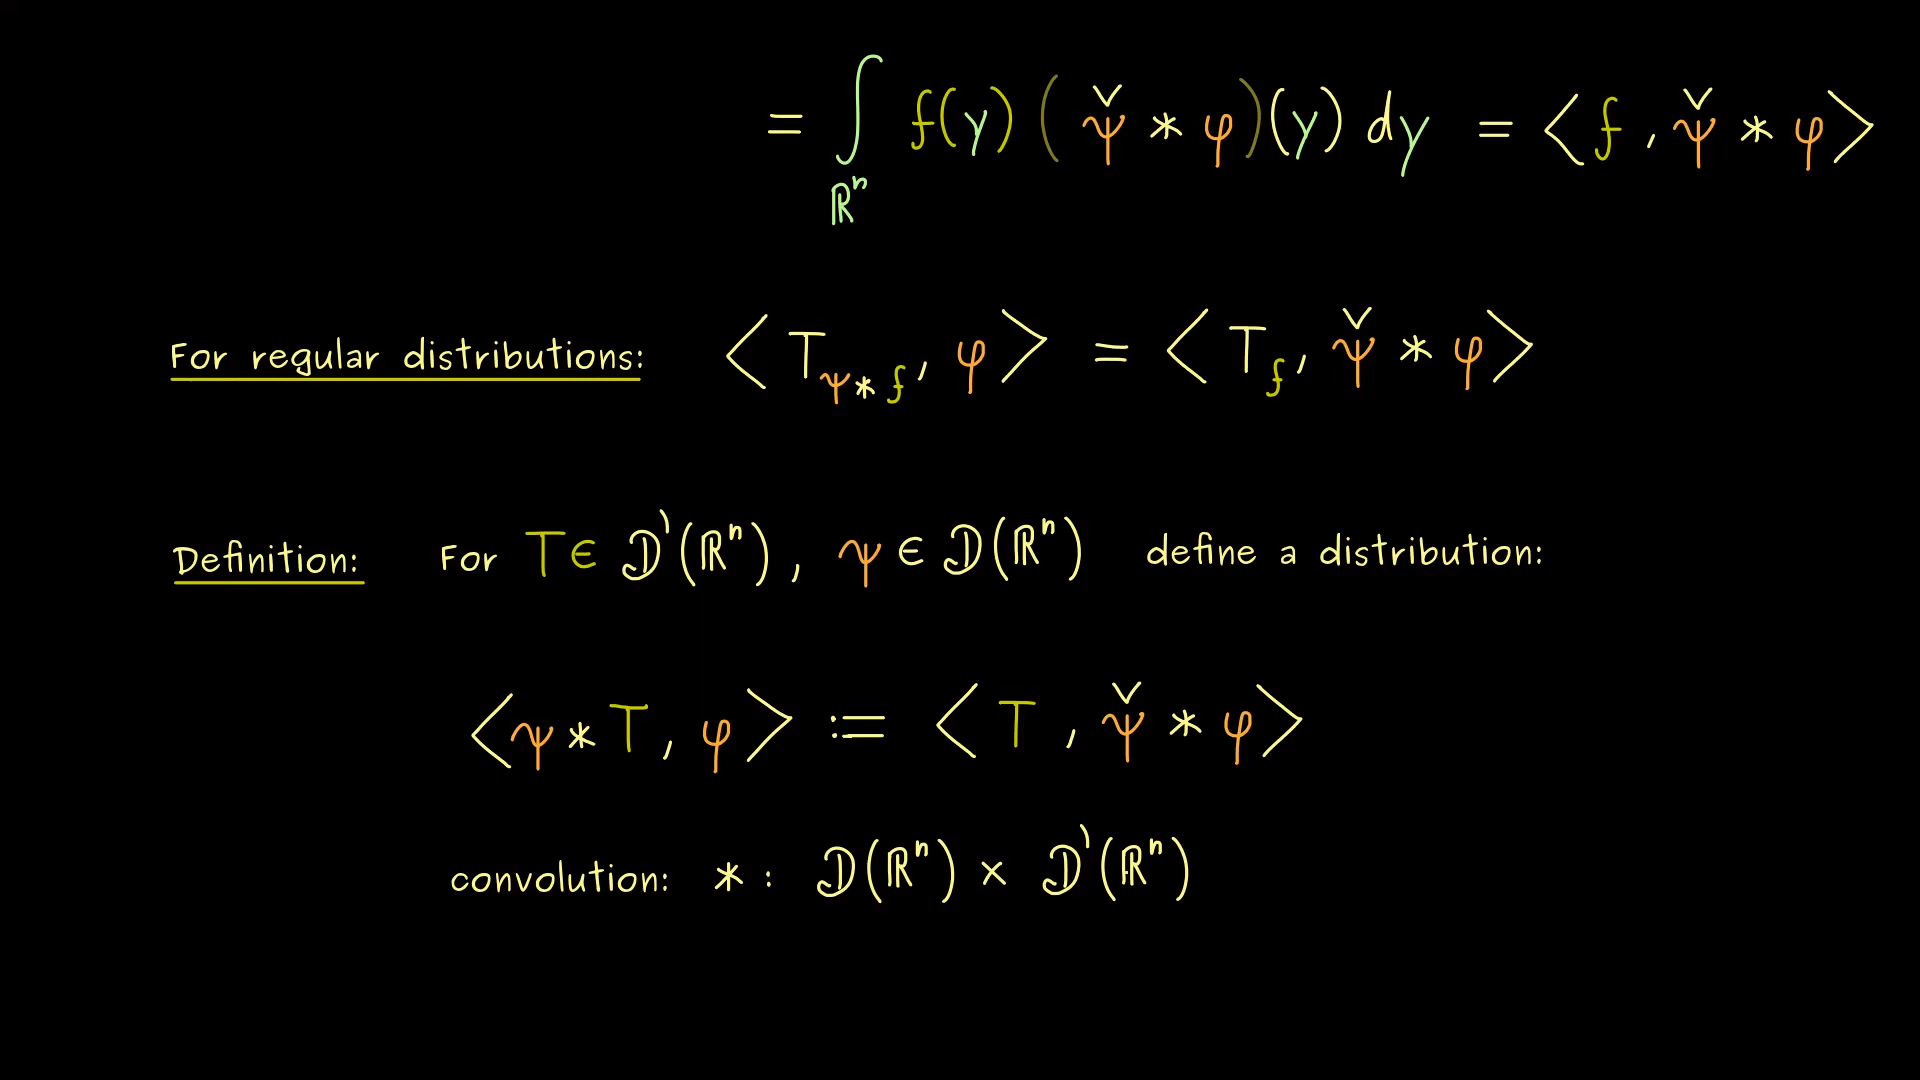 = ∫_{ℝⁿ} f(y) (ψ̌ * φ)(y) dy = ⟨f, ψ̌ * φ⟩
For regular distributions: ⟨T_{ψ*f}, φ⟩ = ⟨T_f, ψ̌ * φ⟩
Definition: For T ∈ 𝒟'(ℝⁿ), ψ ∈ 𝒟(ℝⁿ) define a distribution:
⟨ψ * T, φ⟩ := ⟨T, ψ̌ * φ⟩
convolution: * : 𝒟(ℝⁿ) × 𝒟'(ℝⁿ)